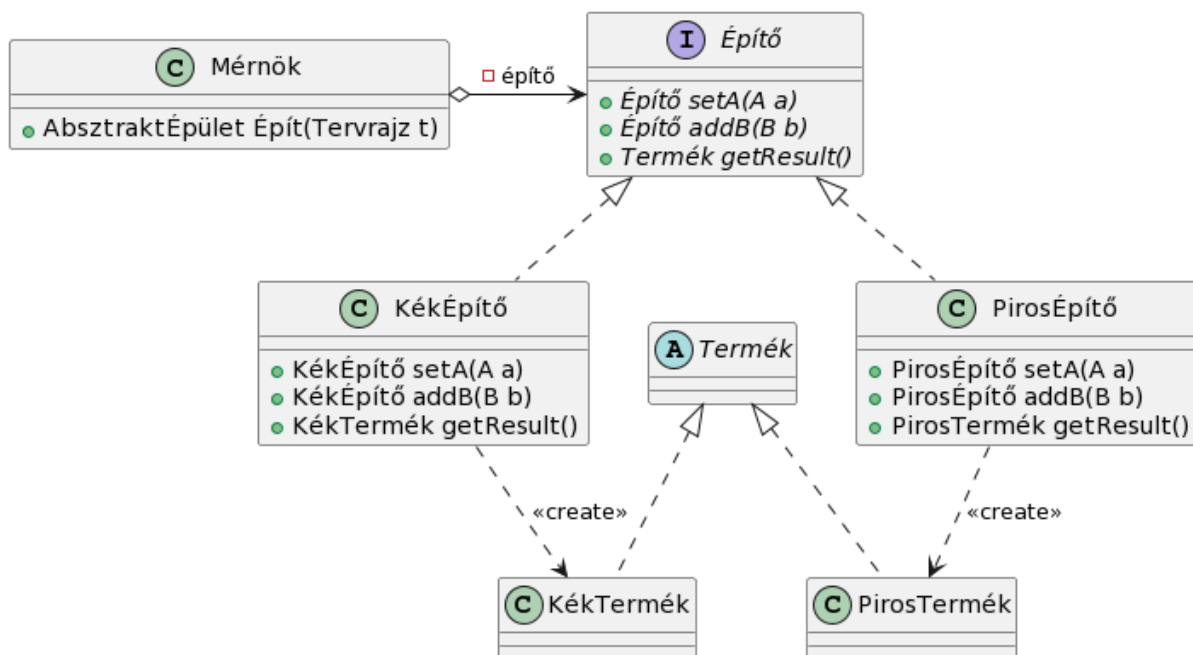 C Mérnök
AbsztraktÉpület Épít(Tervrajz t)
építő
I Építő
Építő setA(A a)
Építő addB(B b)
Termék getResult()
C KékÉpítő
KékÉpítő setA(A a)
KékÉpítő addB(B b)
KékTermék getResult()
A Termék
C PirosÉpítő
PirosÉpítő setA(A a)
PirosÉpítő addB(B b)
PirosTermék getResult()
«create»
«create»
C KékTermék
C PirosTermék